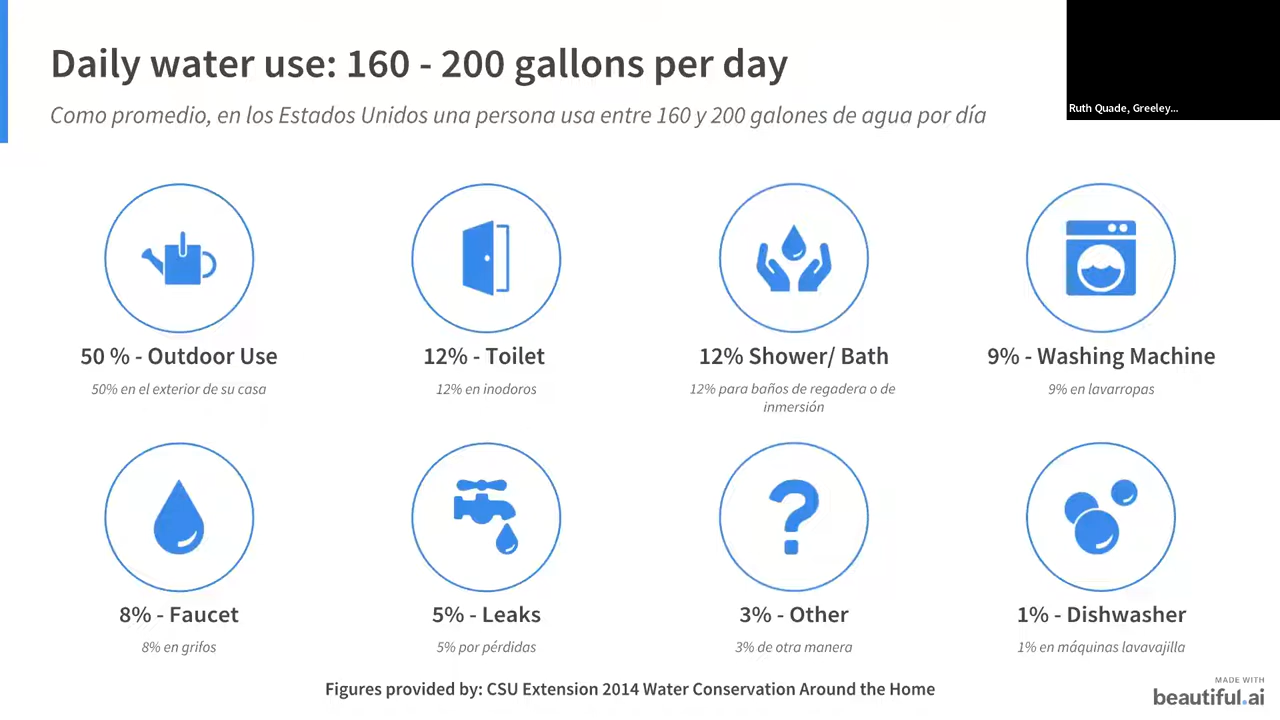 Daily water use: 160 - 200 gallons per day
Como promedio, en los Estados Unidos una persona usa entre 160 y 200 galones de agua por día
Ruth Quade, Greeley...
50 % - Outdoor Use
50% en el exterior de su casa
12% - Toilet
12% en inodoros
12% Shower/ Bath
12% para baños de regadera o de
inmersión
9% - Washing Machine
9% en lavarropas
8% - Faucet
8% en grifos
5% - Leaks
5% por pérdidas
?
3% - Other
3% de otra manera
1% - Dishwasher
1% en máquinas lavavajilla
Figures provided by: CSU Extension 2014 Water Conservation Around the Home
MADE WITH
beautiful.ai